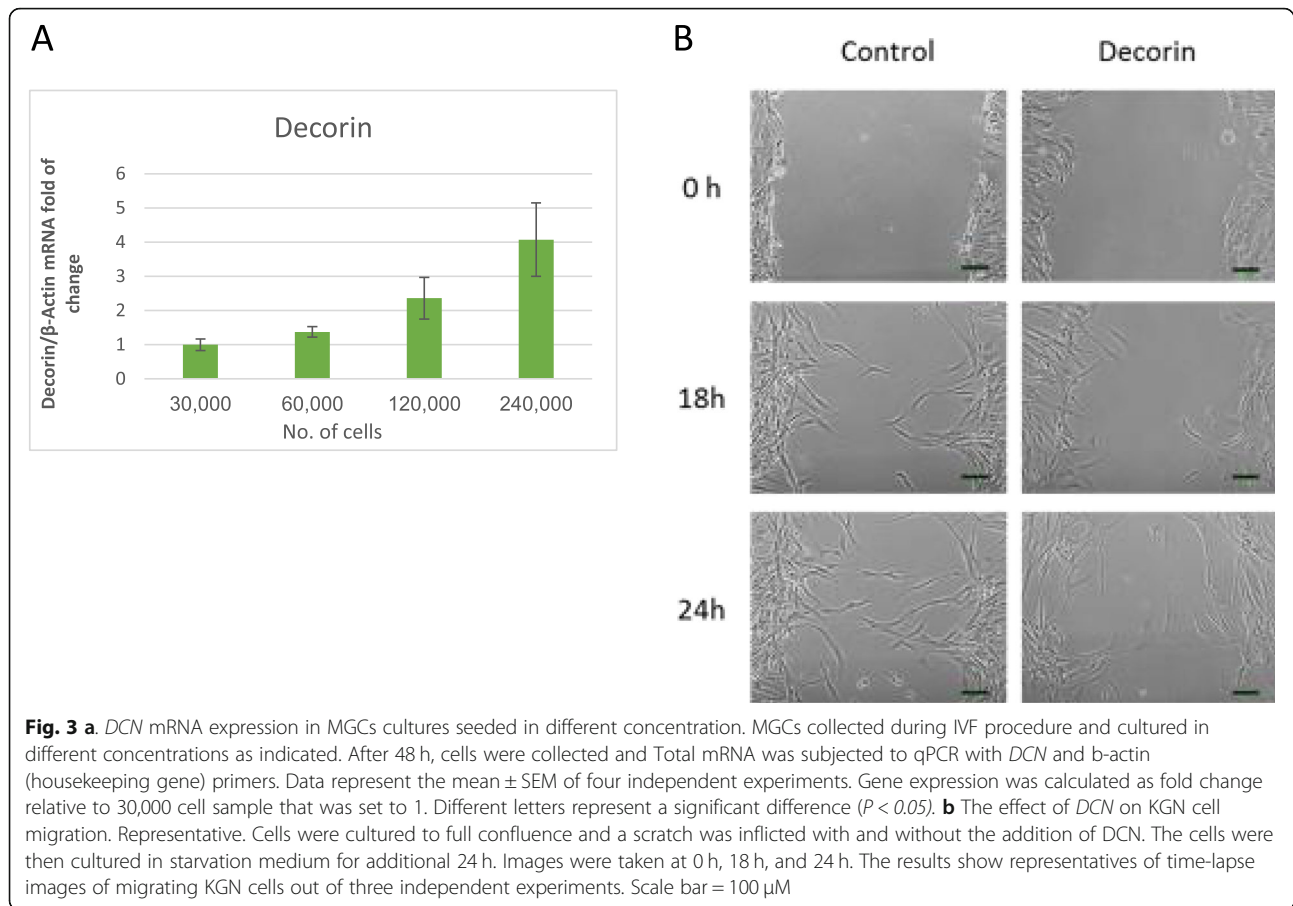 A
Decorin
Decorin/β-Actin mRNA fold of
change
6
5
4
3
2
1
0
30,000 60,000 120,000 240,000
No. of cells
B
Control Decorin
0 h
18h
24h
Fig. 3 a. DCN mRNA expression in MGCs cultures seeded in different concentration. MGCs collected during IVF procedure and cultured in
different concentrations as indicated. After 48 h, cells were collected and Total mRNA was subjected to qPCR with DCN and b-actin
(housekeeping gene) primers. Data represent the mean ± SEM of four independent experiments. Gene expression was calculated as fold change
relative to 30,000 cell sample that was set to 1. Different letters represent a significant difference (P < 0.05). b The effect of DCN on KGN cell
migration. Representative. Cells were cultured to full confluence and a scratch was inflicted with and without the addition of DCN. The cells were
then cultured in starvation medium for additional 24 h. Images were taken at 0 h, 18 h, and 24 h. The results show representatives of time-lapse
images of migrating KGN cells out of three independent experiments. Scale bar = 100 μM